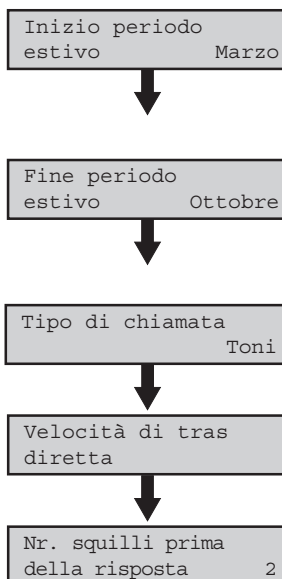 Inizio periodo
estivo Marzo
Fine periodo
estivo Ottobre
Tipo di chiamata
Toni
Velocità di tras
diretta
Nr. squilli prima
della risposta 2